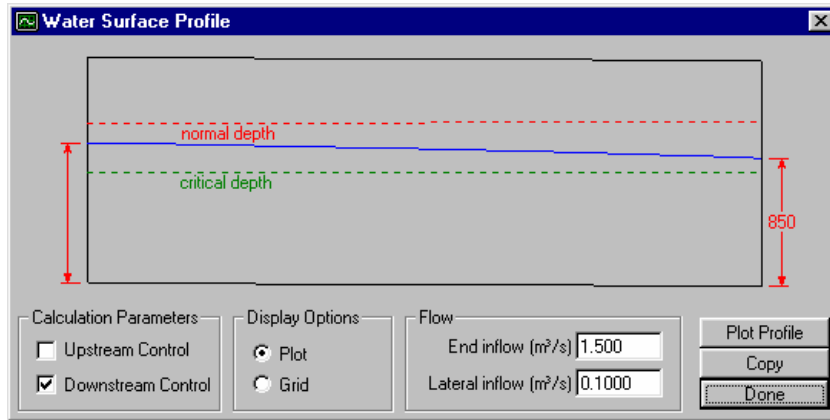 Water Surface Profile
normal depth
critical depth
850
Calculation Parameters
Upstream Control
Downstream Control
Display Options
Plot
Grid
Flow
End inflow (m³/s) 1.500
Lateral inflow (m³/s) 0.1000
Plot Profile
Copy
Done